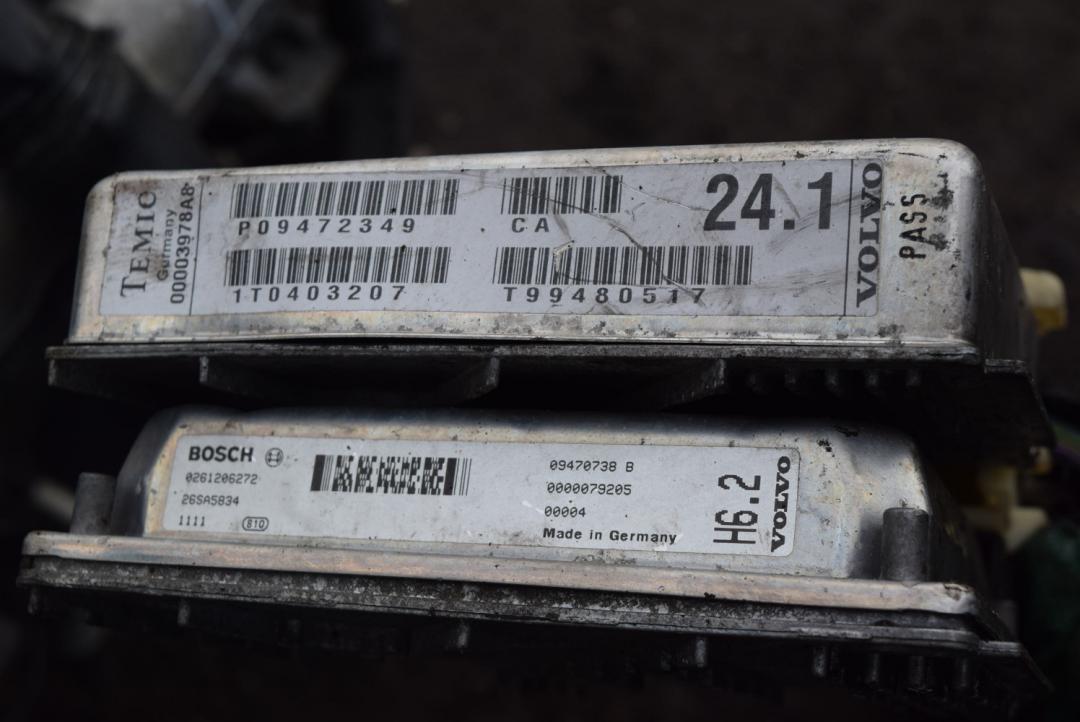 TEMIC
Germany
00003978A8
P09472349
CA
24.1
1T0403207
T99480517
VOLVO
PASS
BOSCH
0261206272
26SA5834
1111 810
09470738 B
0000079205
00004
Made in Germany
H6.2
VOLVO